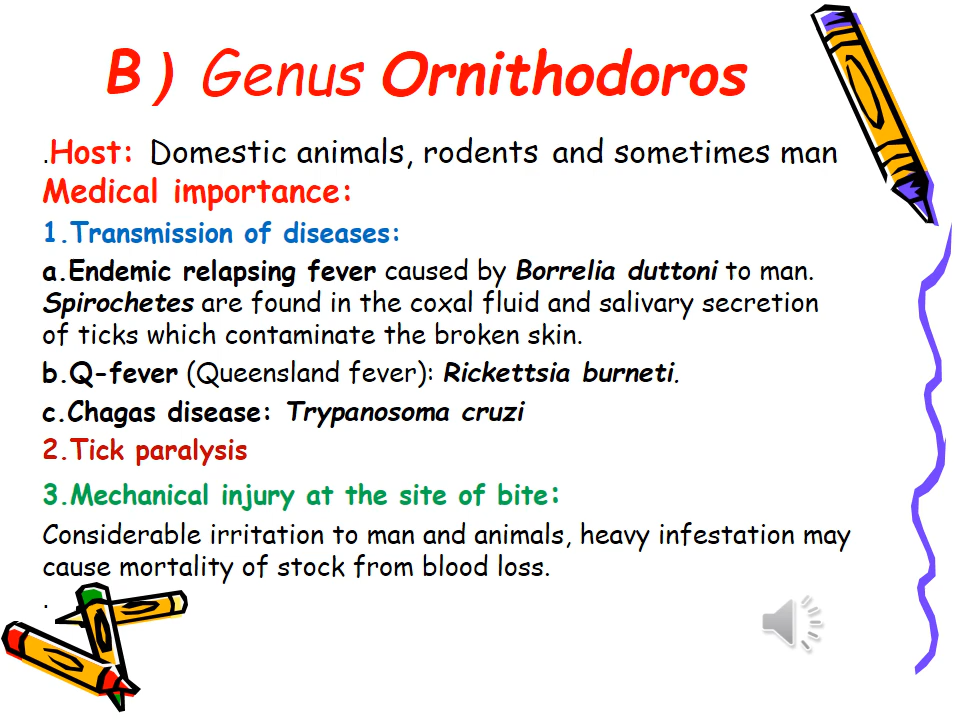 B) Genus Ornithodoros
.Host: Domestic animals, rodents and sometimes man
Medical importance:
1.Transmission of diseases:
a.Endemic relapsing fever caused by Borrelia duttoni to man.
Spirochetes are found in the coxal fluid and salivary secretion
of ticks which contaminate the broken skin.
b.Q-fever (Queensland fever): Rickettsia burneti.
c.Chagas disease: Trypanosoma cruzi
2.Tick paralysis
3.Mechanical injury at the site of bite:
Considerable irritation to man and animals, heavy infestation may
cause mortality of stock from blood loss.
.